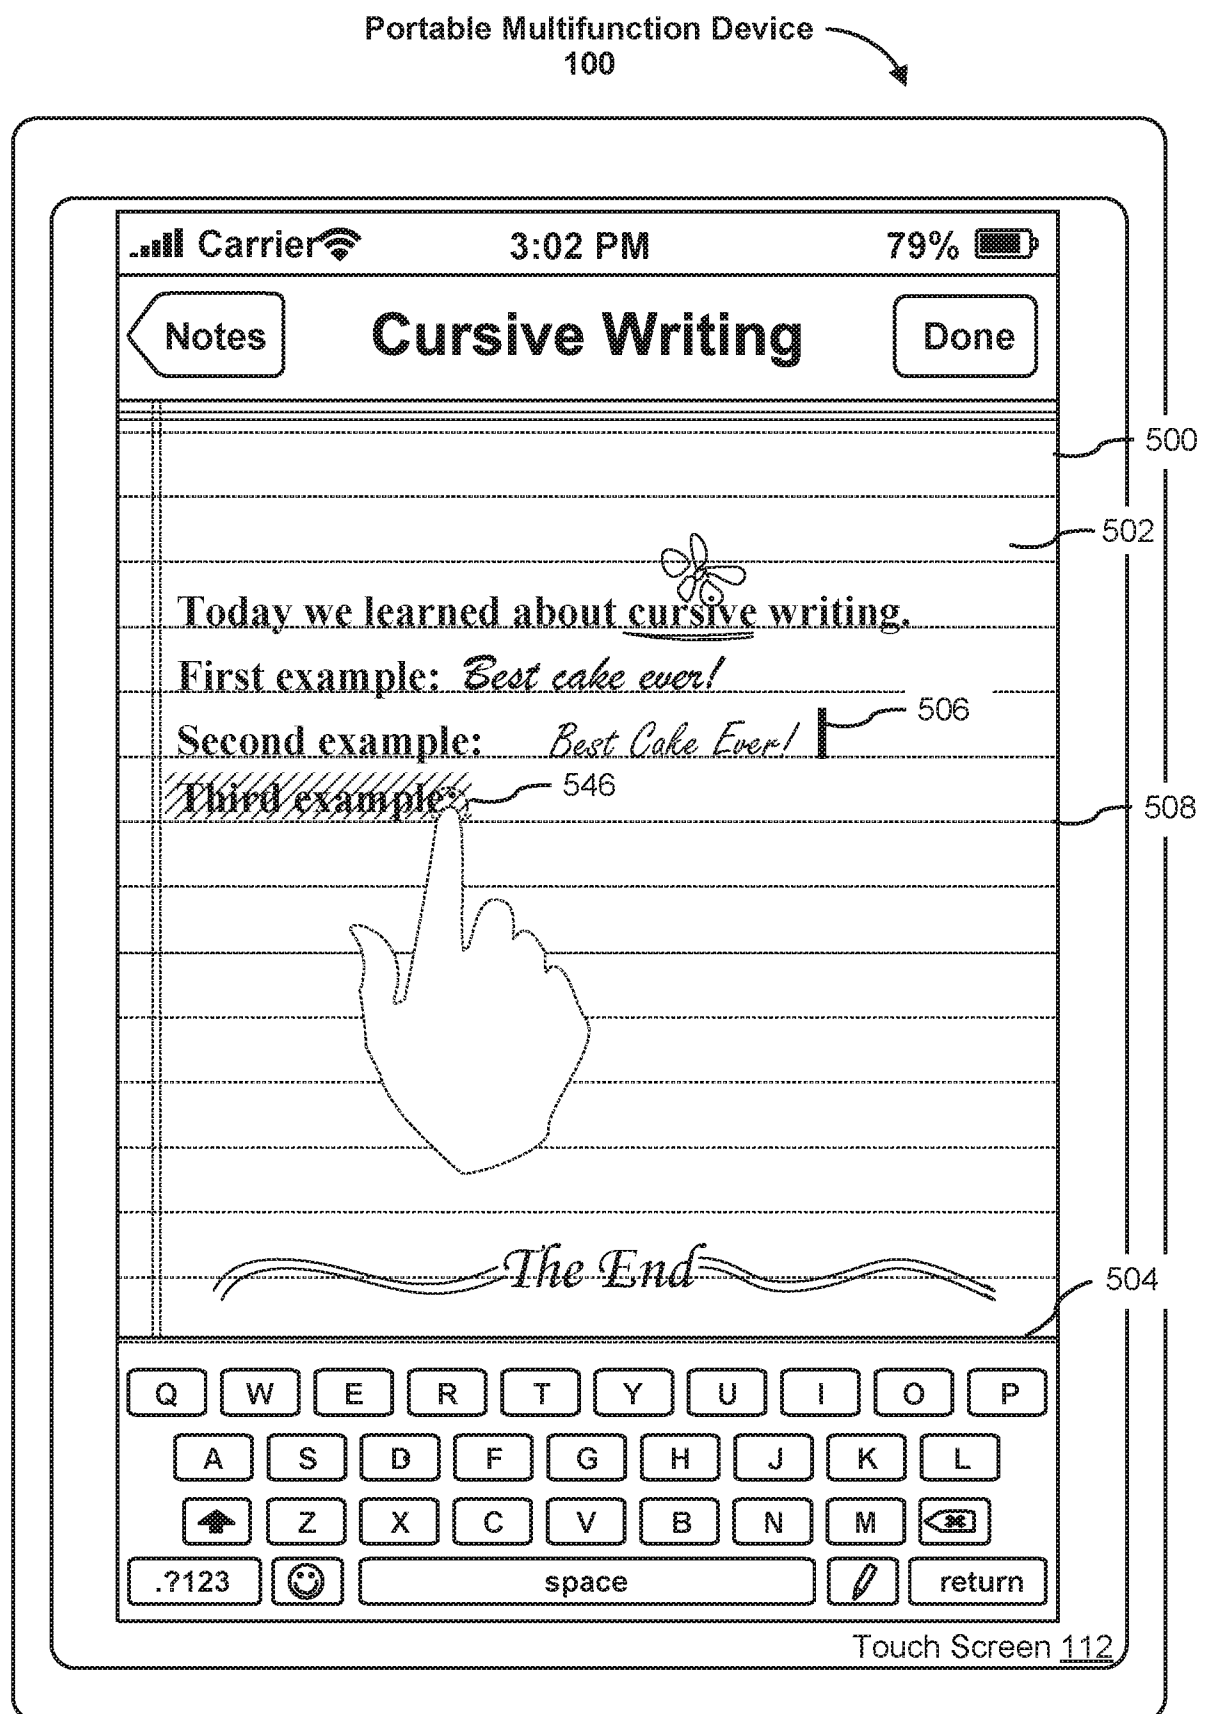 Portable Multifunction Device
100
Carrier 3:02 PM 79%
Notes Cursive Writing Done
500
502
Today we learned about cursive writing.
First example: Best cake ever!
506
Second example: Best Cake Ever!
Third example:
546
508
The End
504
Q W E R T Y U I O P
A S D F G H J K L
Z X C V B N M
.?123 space return
Touch Screen 112